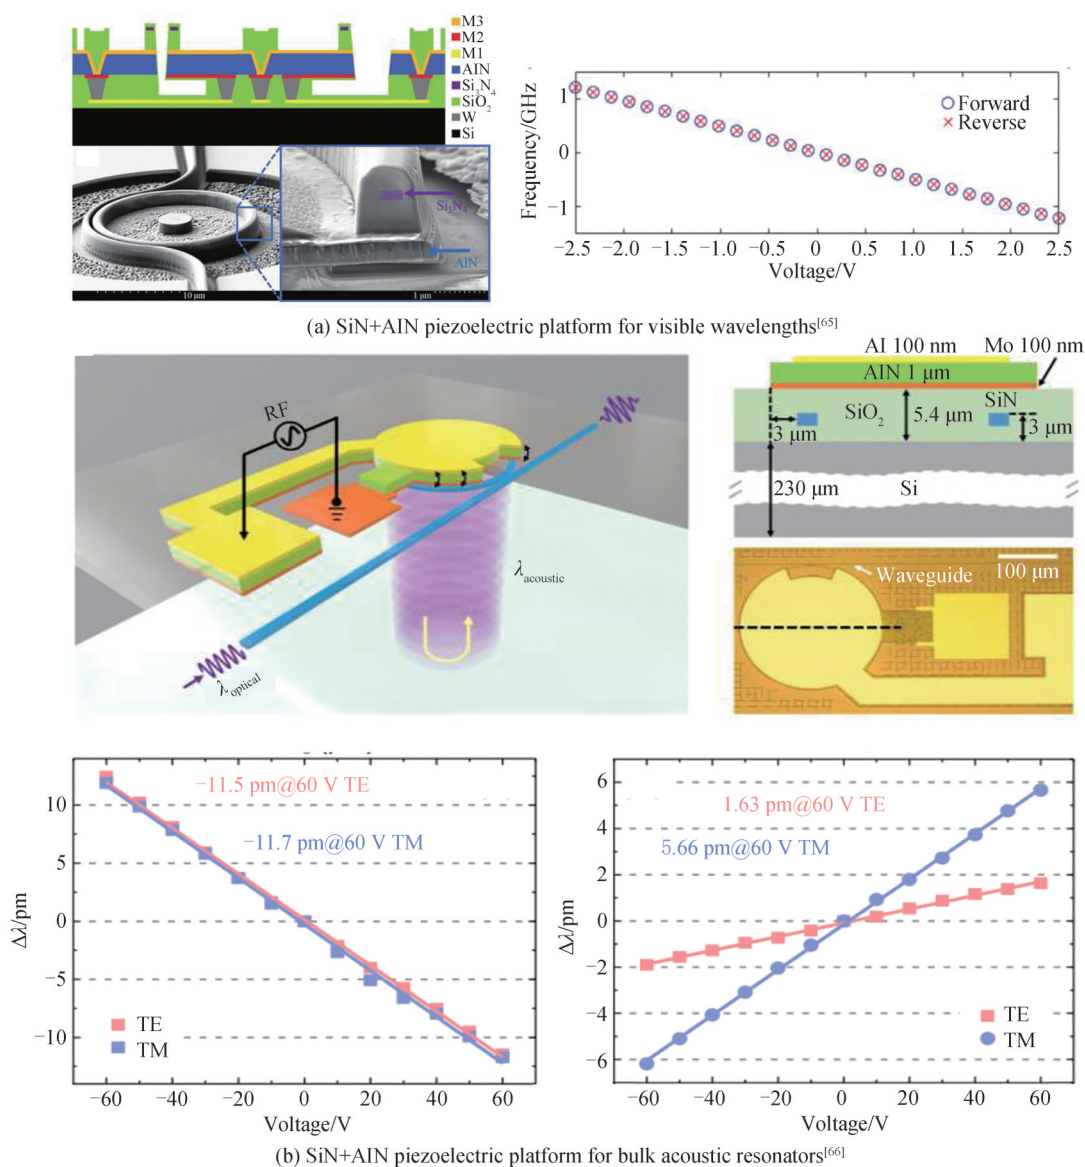 M3
M2
M1
AlN
Si3N4
SiO2
W
Si
Si3N4
AlN
10 μm
1 μm
Frequency/GHz
1
0
−1
Forward
Reverse
−2.5 −2.0 −1.5 −1.0 −0.5 0 0.5 1.0 1.5 2.0 2.5
Voltage/V
(a) SiN+AlN piezoelectric platform for visible wavelengths[65]
RF
λacoustic
λoptical
Al 100 nm
Mo 100 nm
AlN 1 μm
SiO2
5.4 μm
SiN
3 μm
3 μm
230 μm
Si
Waveguide
100 μm
Δλ/pm
10
5
0
−5
−10
−11.5 pm@60 V TE
−11.7 pm@60 V TM
TE
TM
−60 −40 −20 0 20 40 60
Voltage/V
Δλ/pm
6
4
2
0
−2
−4
−6
1.63 pm@60 V TE
5.66 pm@60 V TM
TE
TM
−60 −40 −20 0 20 40 60
Voltage/V
(b) SiN+AlN piezoelectric platform for bulk acoustic resonators[66]